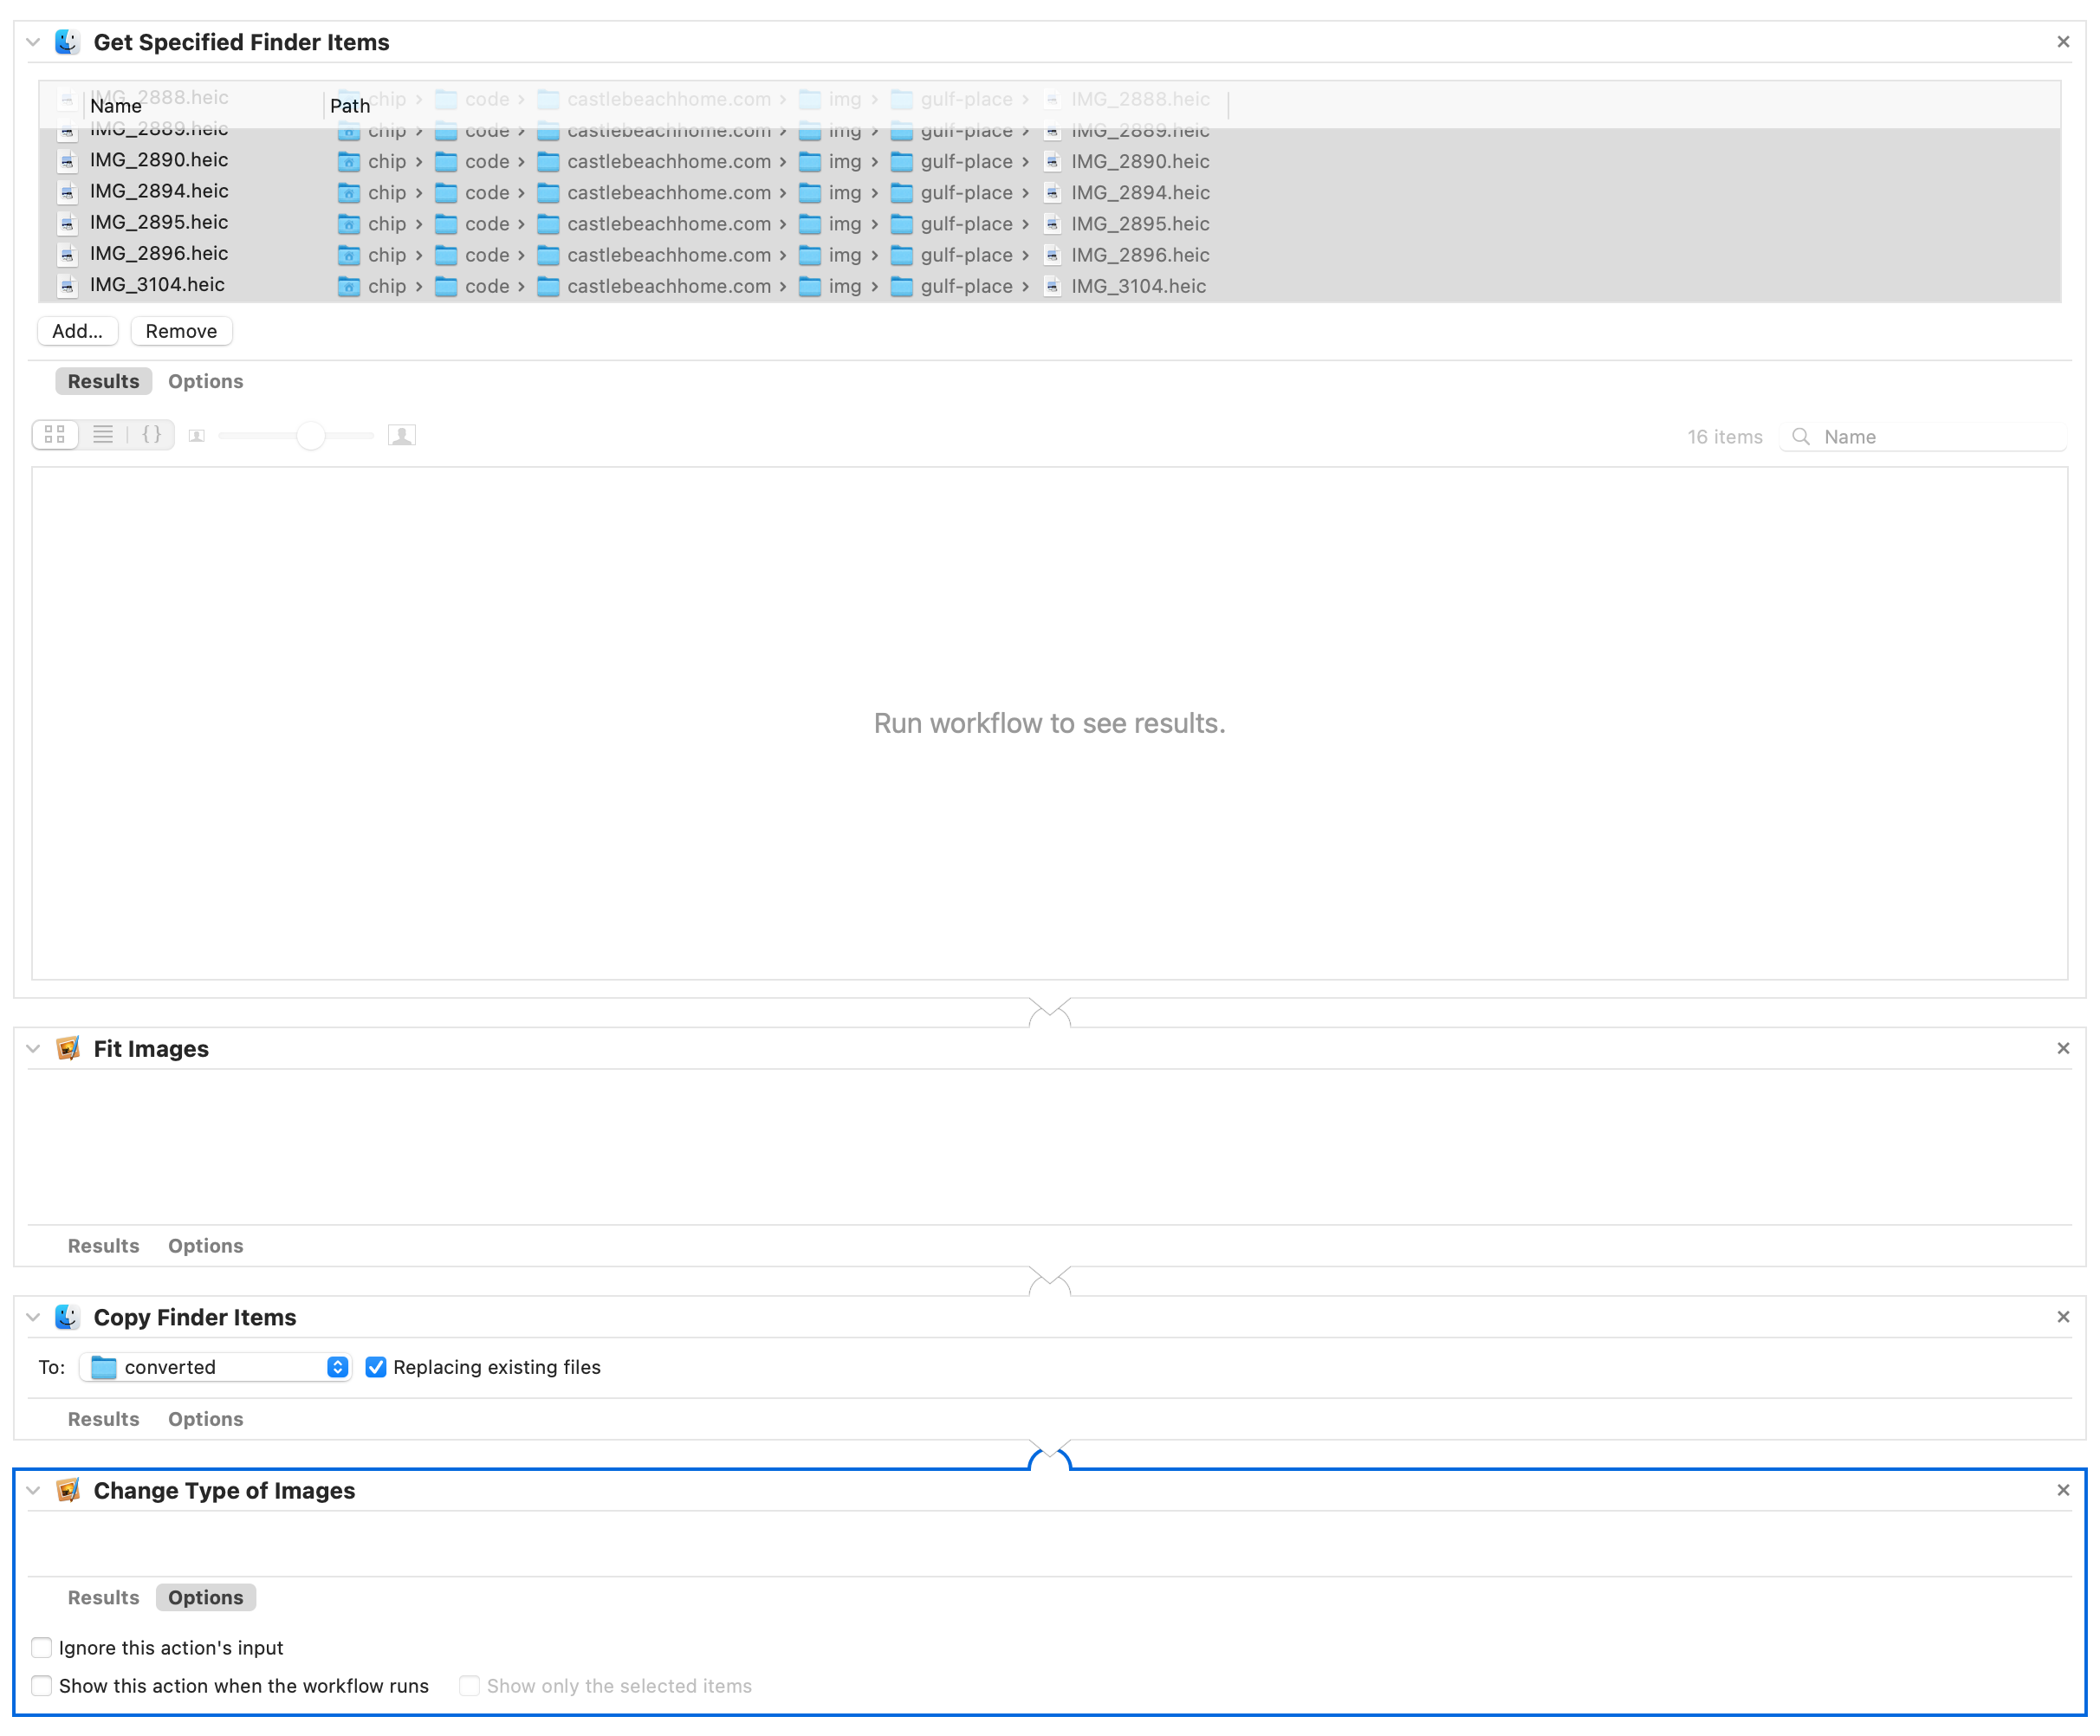 Get Specified Finder Items
IMG_2888.heic chip › code › castlebeachhome.com › img › gulf-place › IMG_2888.heic
Name Path
IMG_2889.heic chip › code › castlebeachhome.com › img › gulf-place › IMG_2889.heic
IMG_2890.heic chip › code › castlebeachhome.com › img › gulf-place › IMG_2890.heic
IMG_2894.heic chip › code › castlebeachhome.com › img › gulf-place › IMG_2894.heic
IMG_2895.heic chip › code › castlebeachhome.com › img › gulf-place › IMG_2895.heic
IMG_2896.heic chip › code › castlebeachhome.com › img › gulf-place › IMG_2896.heic
IMG_3104.heic chip › code › castlebeachhome.com › img › gulf-place › IMG_3104.heic
Add... Remove
Results Options
{} 16 items Name
Run workflow to see results.
Fit Images
Results Options
Copy Finder Items
To: converted Replacing existing files
Results Options
Change Type of Images
Results Options
Ignore this action's input
Show this action when the workflow runs Show only the selected items